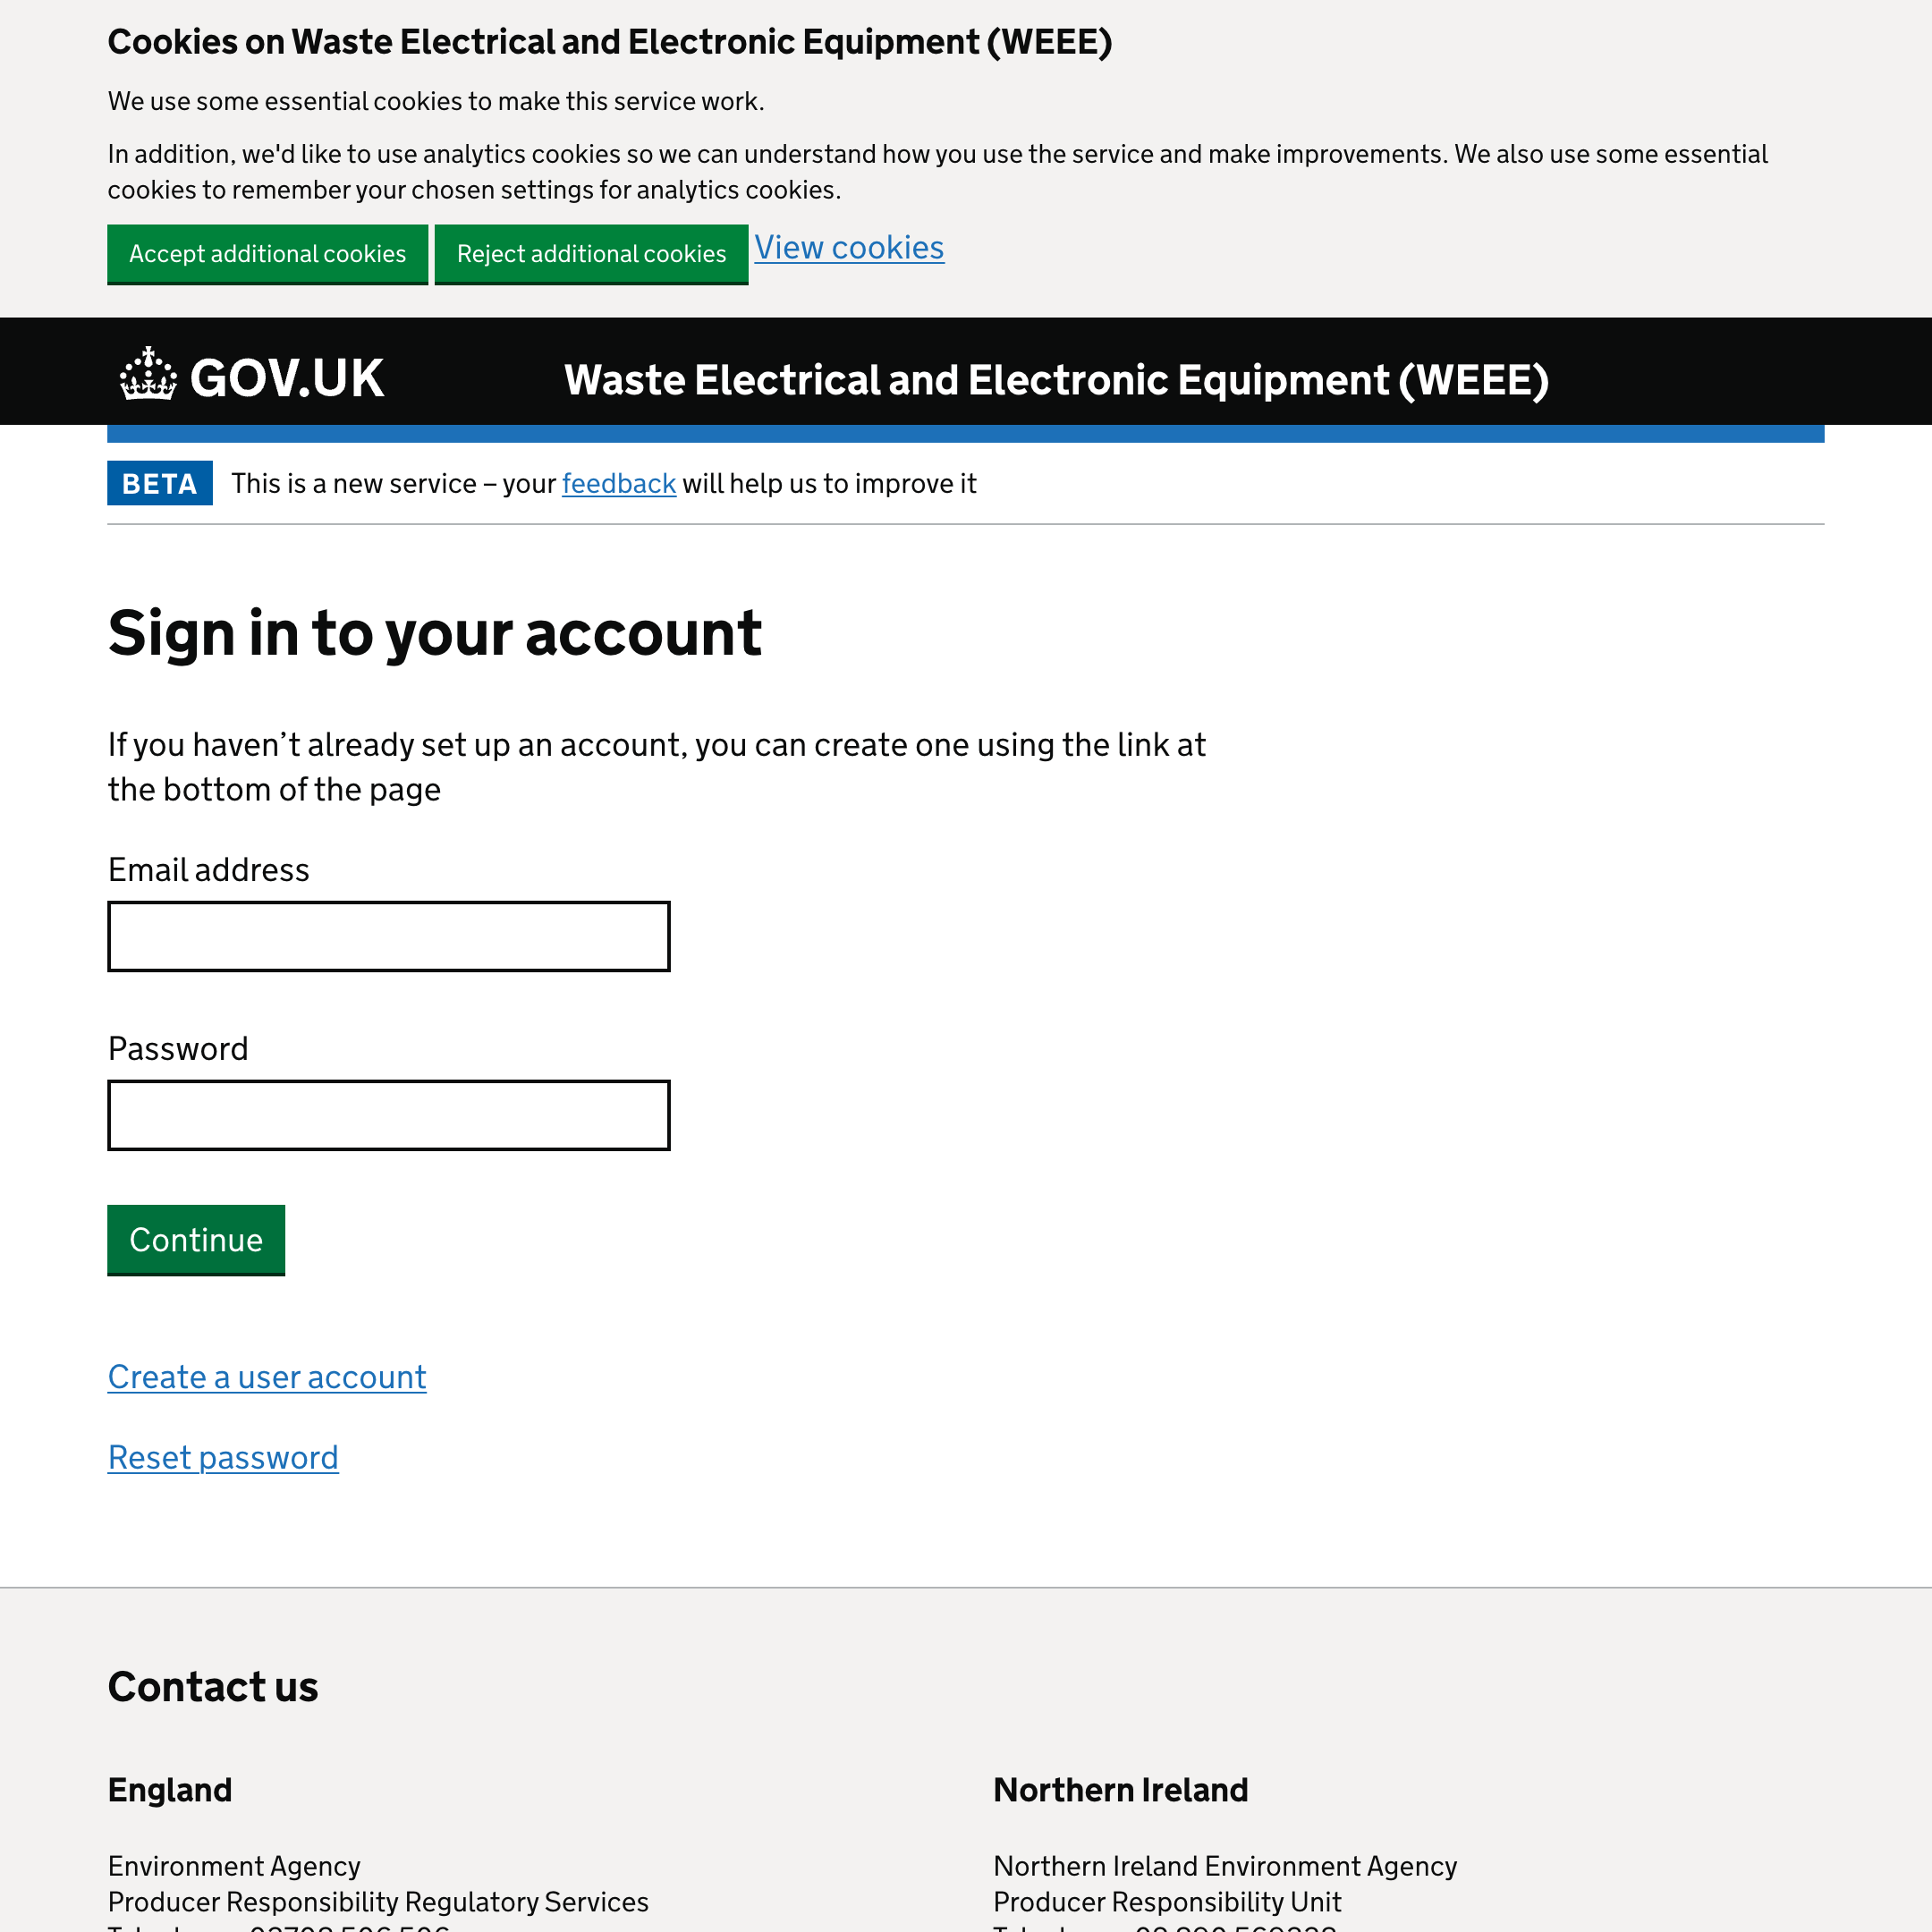 Cookies on Waste Electrical and Electronic Equipment (WEEE)
We use some essential cookies to make this service work.
In addition, we'd like to use analytics cookies so we can understand how you use the service and make improvements. We also use some essential
cookies to remember your chosen settings for analytics cookies.
Accept additional cookies Reject additional cookies View cookies
GOV.UK Waste Electrical and Electronic Equipment (WEEE)
BETA This is a new service – your feedback will help us to improve it
Sign in to your account
If you haven’t already set up an account, you can create one using the link at
the bottom of the page
Email address
Password
Continue
Create a user account
Reset password
Contact us
England
Northern Ireland
Environment Agency
Producer Responsibility Regulatory Services
Northern Ireland Environment Agency
Producer Responsibility Unit